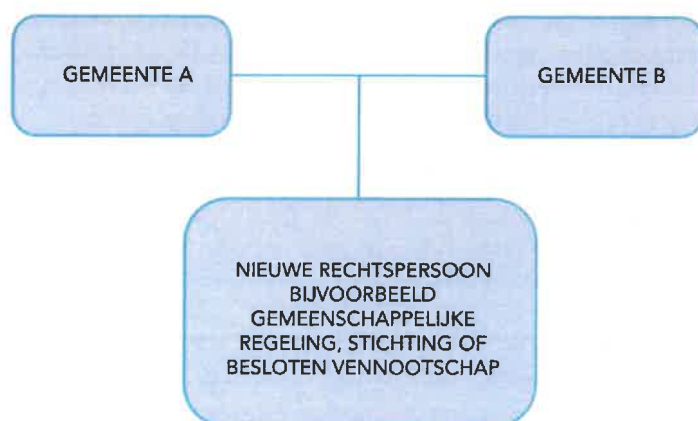 GEMEENTE A
GEMEENTE B
NIEUWE RECHTSPERSOON
BIJVOORBEELD
GEMEENSCHAPPELIJKE
REGELING, STICHTING OF
BESLOTEN VENNOOTSCHAP